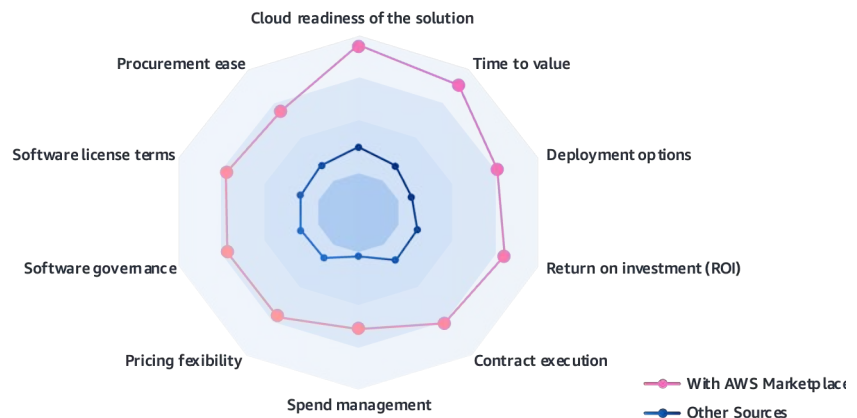 Cloud readiness of the solution
Procurement ease
Time to value
Software license terms
Deployment options
Software governance
Return on investment (ROI)
Pricing fexibility
Contract execution
Spend management
With AWS Marketplace
Other Sources